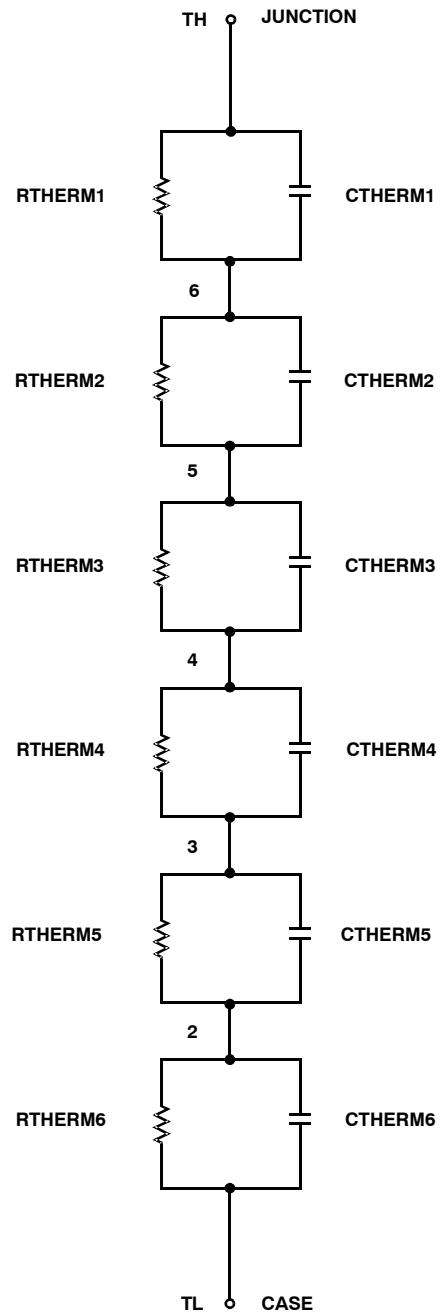 TH JUNCTION
RTHERM1 CTHERM1
6
RTHERM2 CTHERM2
5
RTHERM3 CTHERM3
4
RTHERM4 CTHERM4
3
RTHERM5 CTHERM5
2
RTHERM6 CTHERM6
TL CASE